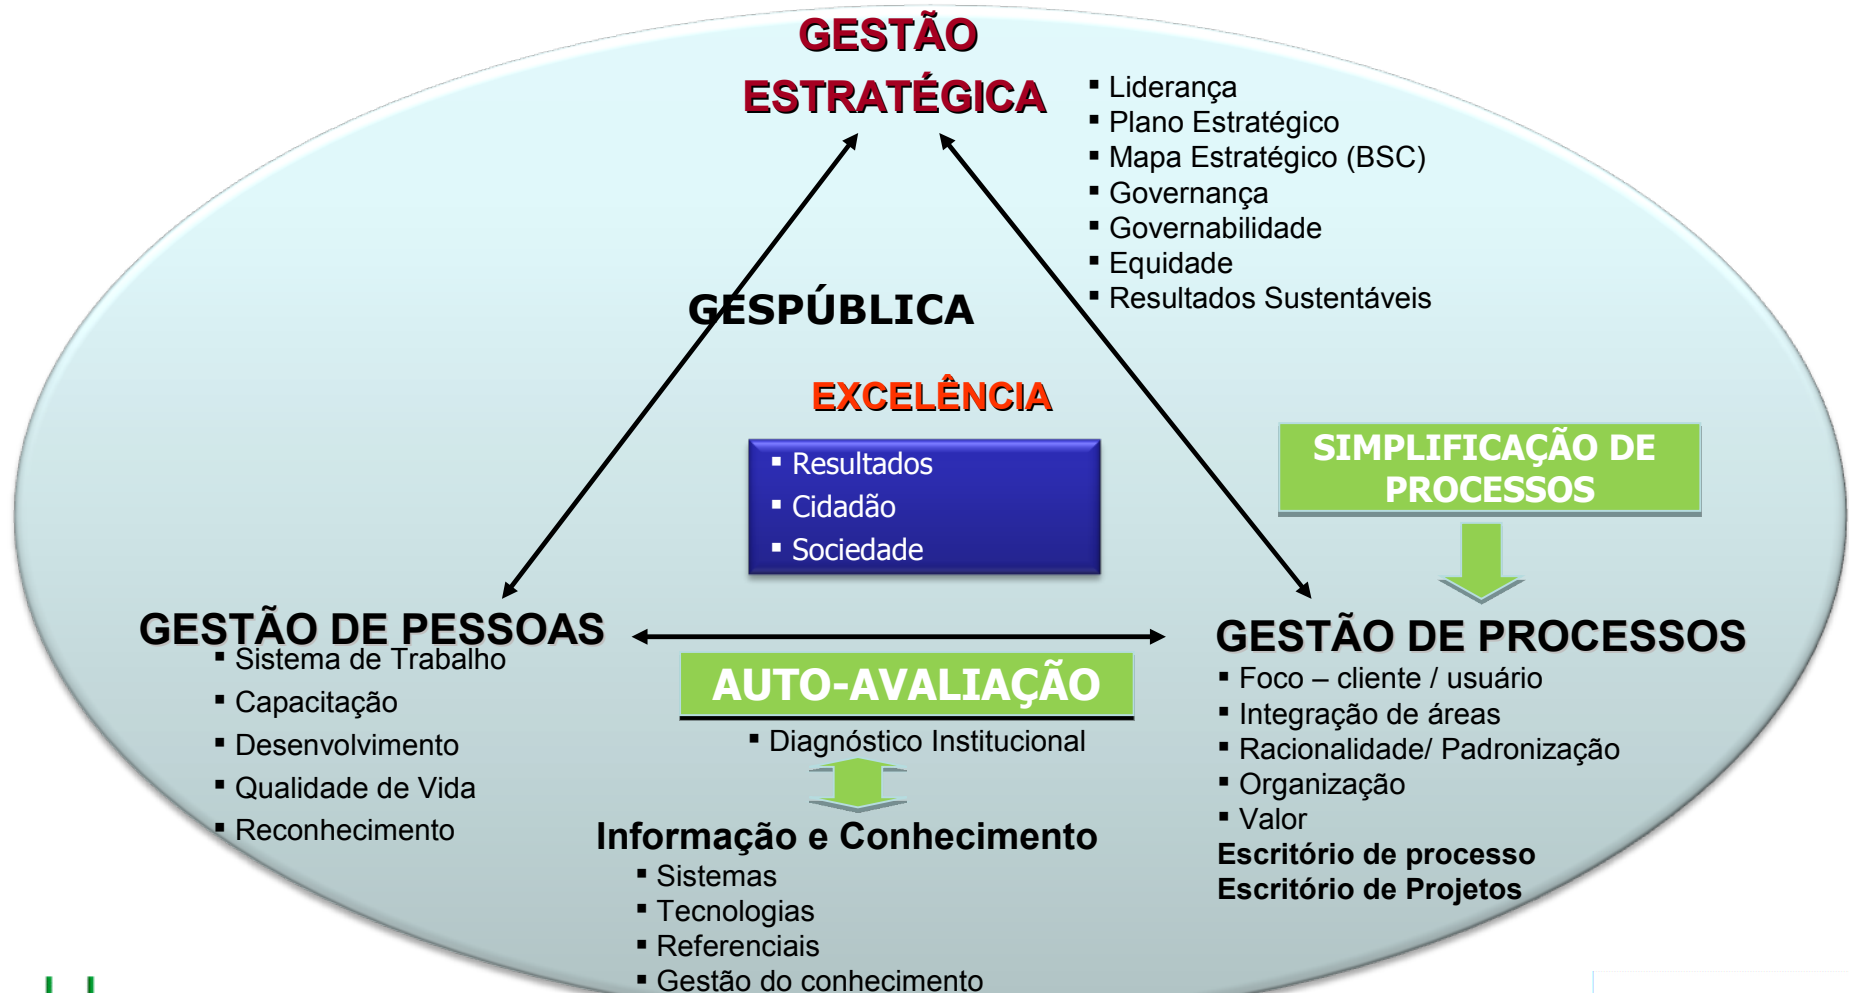 GESTÃO
ESTRATÉGICA
▪ Liderança
▪ Plano Estratégico
▪ Mapa Estratégico (BSC)
▪ Governança
▪ Governabilidade
▪ Equidade
▪ Resultados Sustentáveis
GESPÚBLICA
EXCELÊNCIA
▪ Resultados
▪ Cidadão
▪ Sociedade
SIMPLIFICAÇÃO DE
PROCESSOS
GESTÃO DE PESSOAS
▪ Sistema de Trabalho
▪ Capacitação
▪ Desenvolvimento
▪ Qualidade de Vida
▪ Reconhecimento
AUTO-AVALIAÇÃO
▪ Diagnóstico Institucional
Informação e Conhecimento
▪ Sistemas
▪ Tecnologias
▪ Referenciais
▪ Gestão do conhecimento
GESTÃO DE PROCESSOS
▪ Foco – cliente / usuário
▪ Integração de áreas
▪ Racionalidade/ Padronização
▪ Organização
▪ Valor
Escritório de processo
Escritório de Projetos